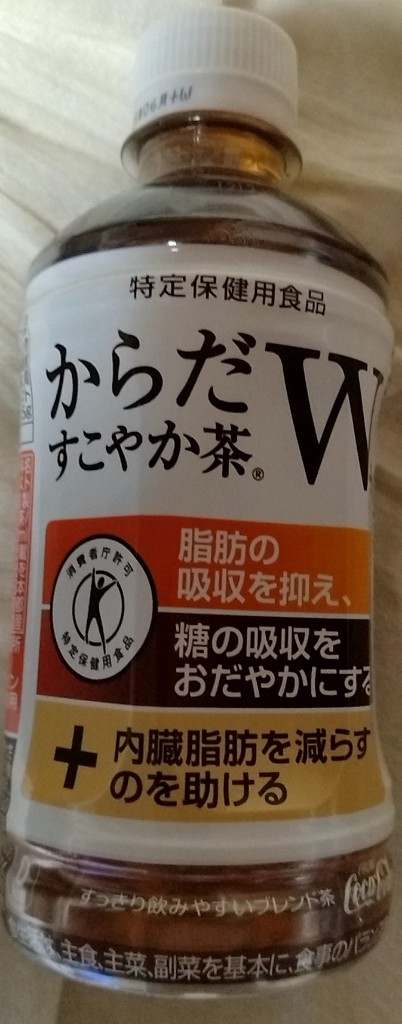 特定保健用食品
からだ
すこやか茶®
W
消費者庁許可
特定保健用食品
脂肪の
吸収を抑え、
糖の吸収を
おだやかにする
+
内臓脂肪を減らす
のを助ける
すっきり飲みやすいブレンド茶
主食、主菜、副菜を基本に、食事のバラン